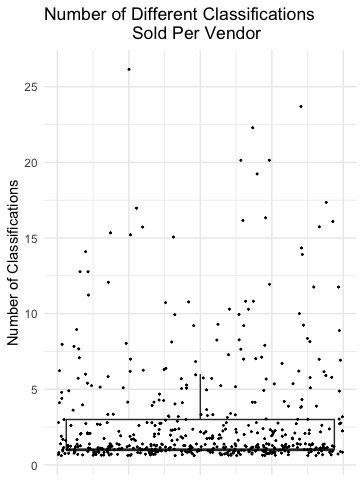 Number of Different Classifications
Sold Per Vendor
Number of Classifications
25
20
15
10
5
0